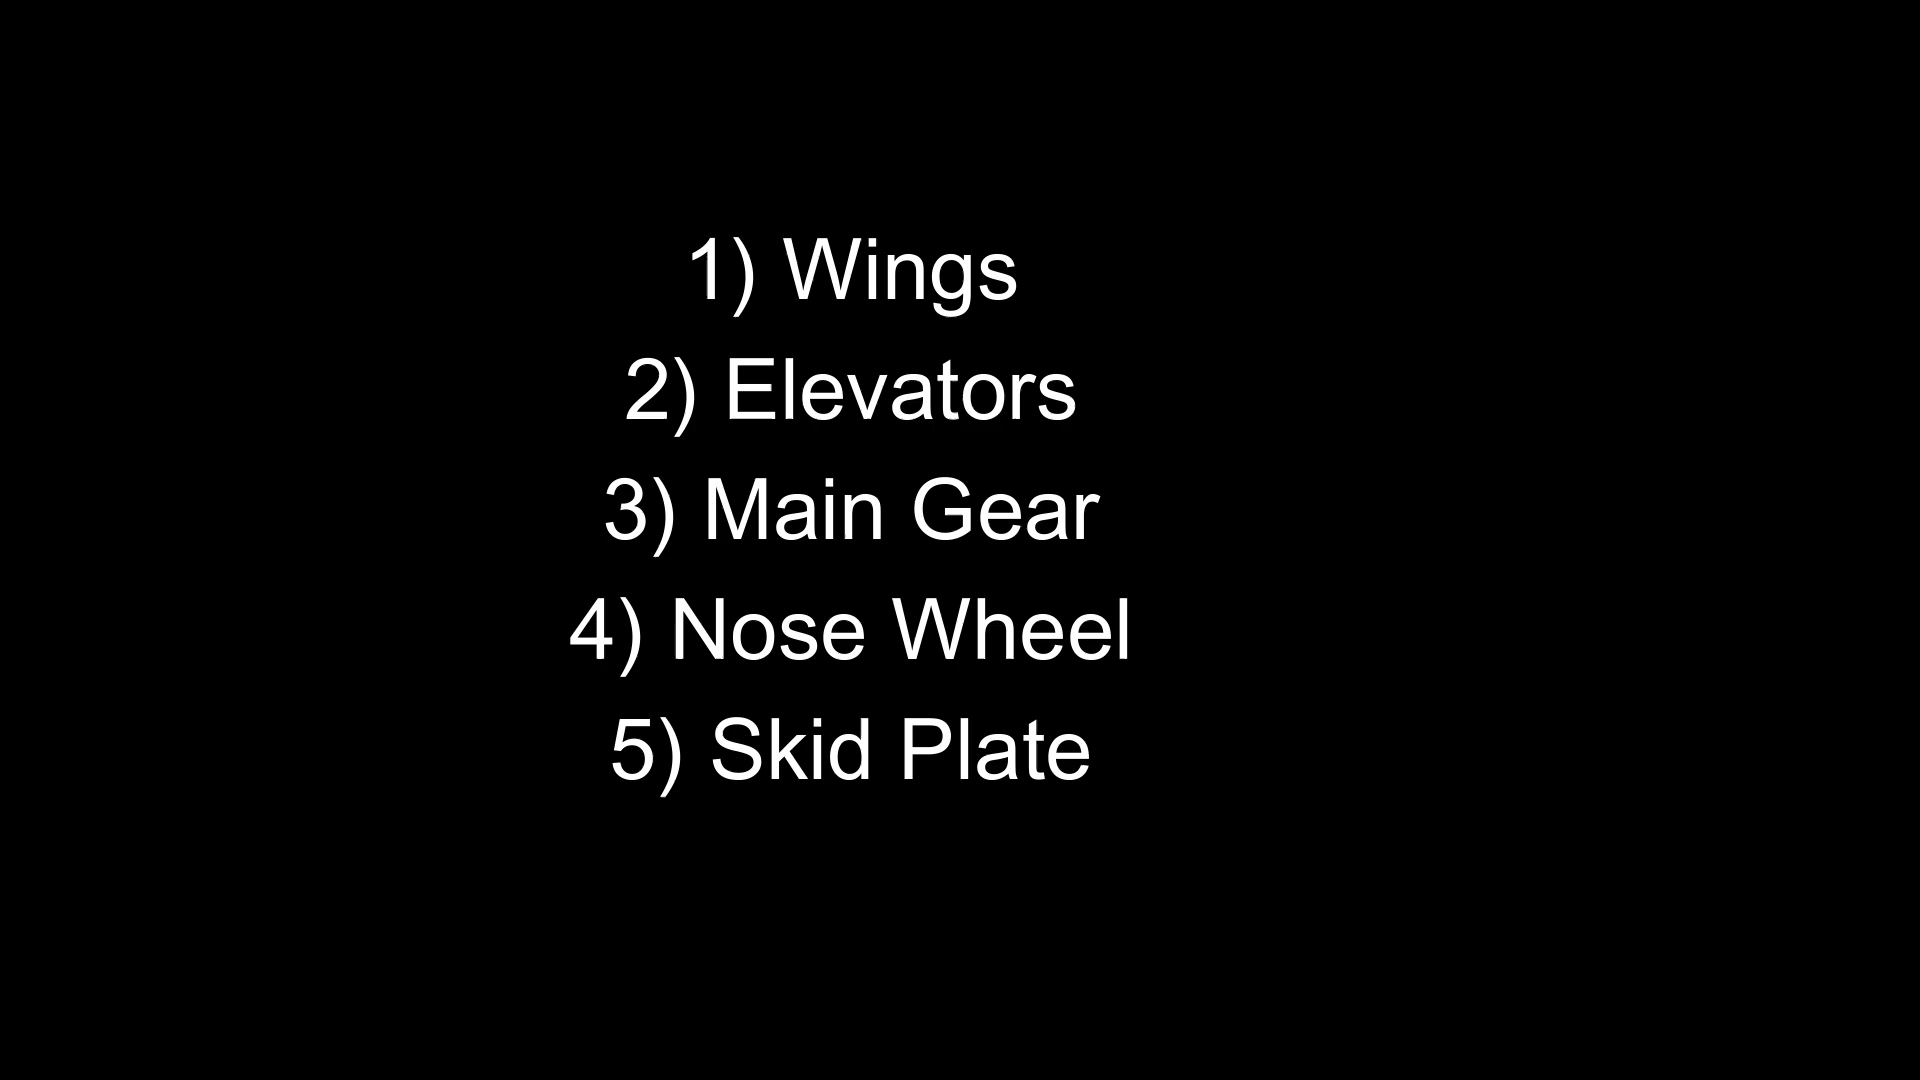 1) Wings
2) Elevators
3) Main Gear
4) Nose Wheel
5) Skid Plate